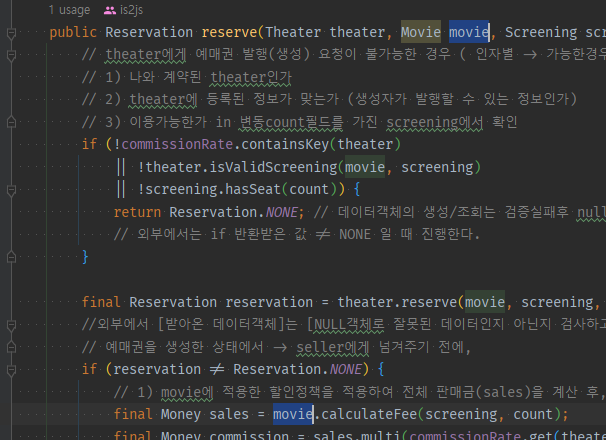 1 usage is2js
public Reservation reserve(Theater theater, Movie movie, Screening scr
// theater에게 예매권 발행(생성) 요청이 불가능한 경우 ( 인자별 → 가능한경우
// 1) 나와 계약된 theater인가
// 2) theater에 등록된 정보가 맞는가 (생성자가 발행할 수 있는 정보인가)
// 3) 이용가능한가 in 변동count필드를 가진 screening에서 확인
if (!commissionRate.containsKey(theater)
|| !theater.isValidScreening(movie, screening)
|| !screening.hasSeat(count)) {
return Reservation.NONE; // 데이터객체의 생성/조회는 검증실패후 null
// 외부에서는 if 반환받은 값 ≠ NONE 일 때 진행한다.
}
final Reservation reservation = theater.reserve(movie, screening,
//외부에서 [받아온 데이터객체]는 [NULL객체로 잘못된 데이터인지 아닌지 검사하고
// 예매권을 생성한 상태에서 → seller에게 넘겨주기 전에,
if (reservation ≠ Reservation.NONE) {
// 1) movie에 적용한 할인정책을 적용하여 전체 판매금(sales)을 계산 후,
final Money sales = movie.calculateFee(screening, count);
final Money commission = sales.multi(commissionRate.get(theate